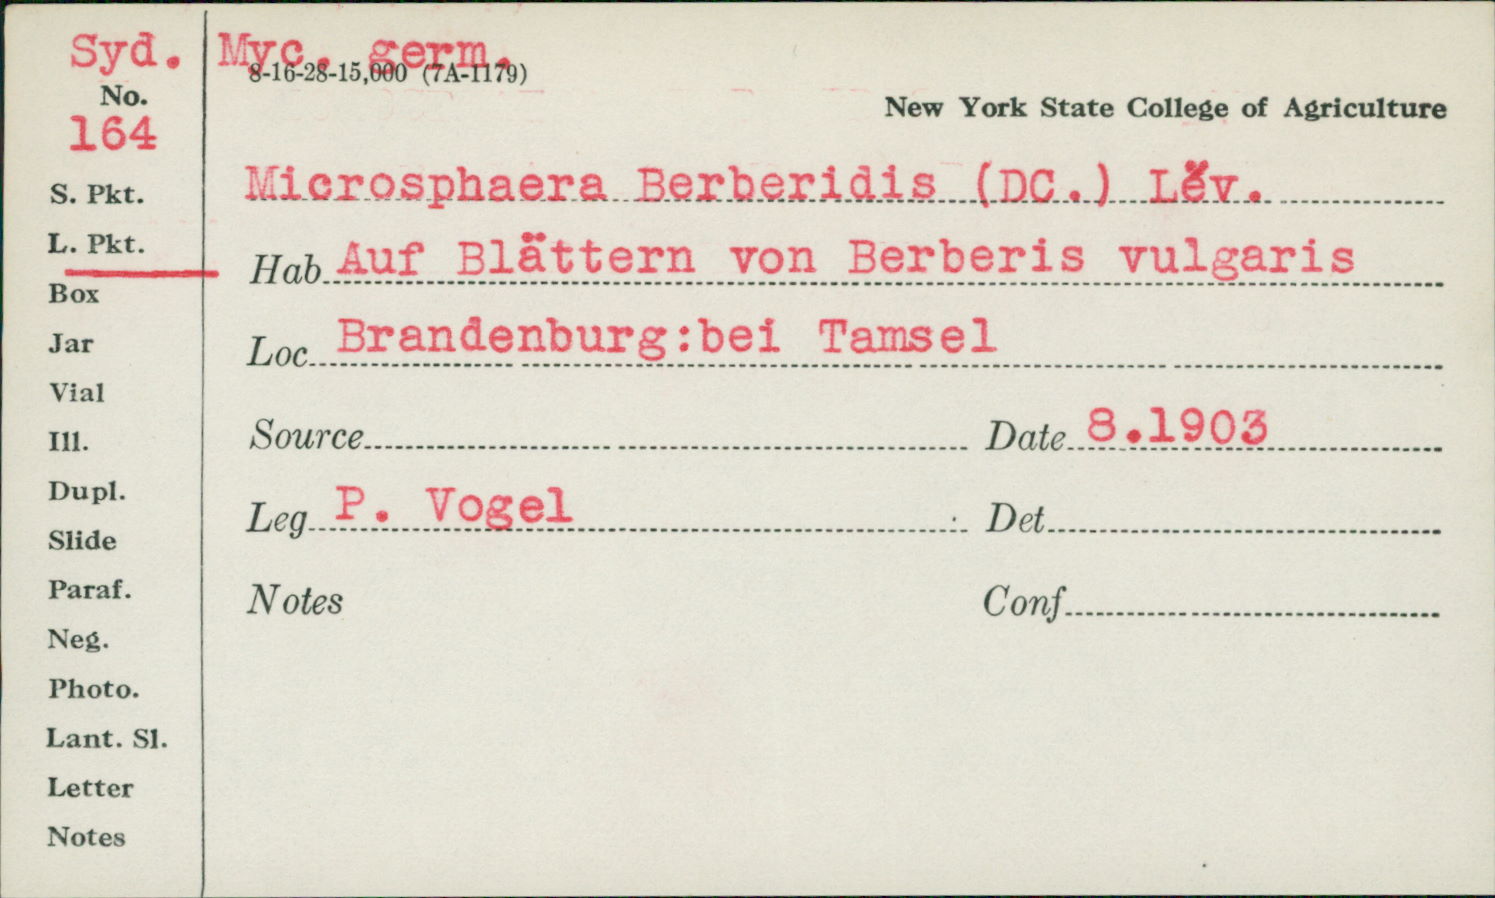 Syd. Myc. germ.
8-16-28-15,000 (7A-1179)
No.
164
New York State College of Agriculture
S. Pkt.
L. Pkt.
Box
Jar
Vial
Ill.
Dupl.
Slide
Paraf.
Neg.
Photo.
Lant. Sl.
Letter
Notes
Microsphaera Berberidis (DC.) Lĕv.
Hab Auf Blättern von Berberis vulgaris
Loc Brandenburg:bei Tamsel
Source Date 8.1903
Leg P. Vogel Det
Notes Conf